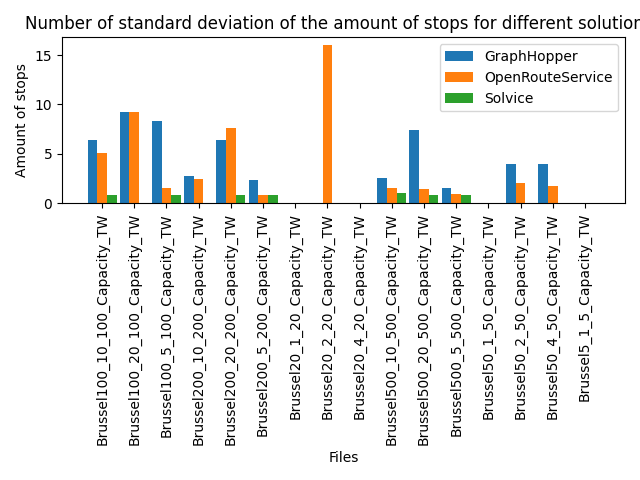 Number of standard deviation of the amount of stops for different solution
Amount of stops
15
10
5
0
GraphHopper
OpenRouteService
Solvice
Brussel100_10_100_Capacity_TW
Brussel100_20_100_Capacity_TW
Brussel100_5_100_Capacity_TW
Brussel200_10_200_Capacity_TW
Brussel200_20_200_Capacity_TW
Brussel200_5_200_Capacity_TW
Brussel20_1_20_Capacity_TW
Brussel20_2_20_Capacity_TW
Brussel20_4_20_Capacity_TW
Brussel500_10_500_Capacity_TW
Brussel500_20_500_Capacity_TW
Brussel500_5_500_Capacity_TW
Brussel50_1_50_Capacity_TW
Brussel50_2_50_Capacity_TW
Brussel50_4_50_Capacity_TW
Brussel5_1_5_Capacity_TW
Files